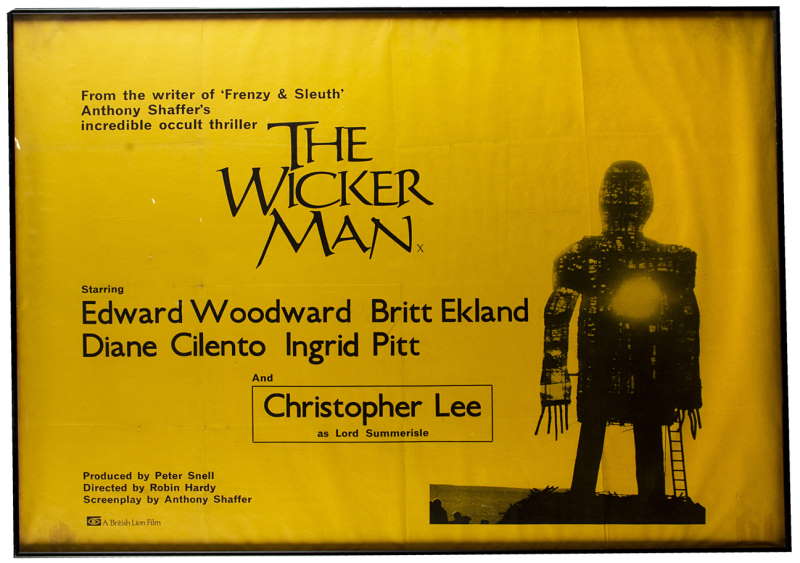 From the writer of ‘Frenzy & Sleuth’
Anthony Shaffer's
incredible occult thriller
THE
WICKER
MAN
X
Starring
Edward Woodward Britt Ekland
Diane Cilento Ingrid Pitt
And
Christopher Lee
as Lord Summerisle
Produced by Peter Snell
Directed by Robin Hardy
Screenplay by Anthony Shaffer
A British Lion Film